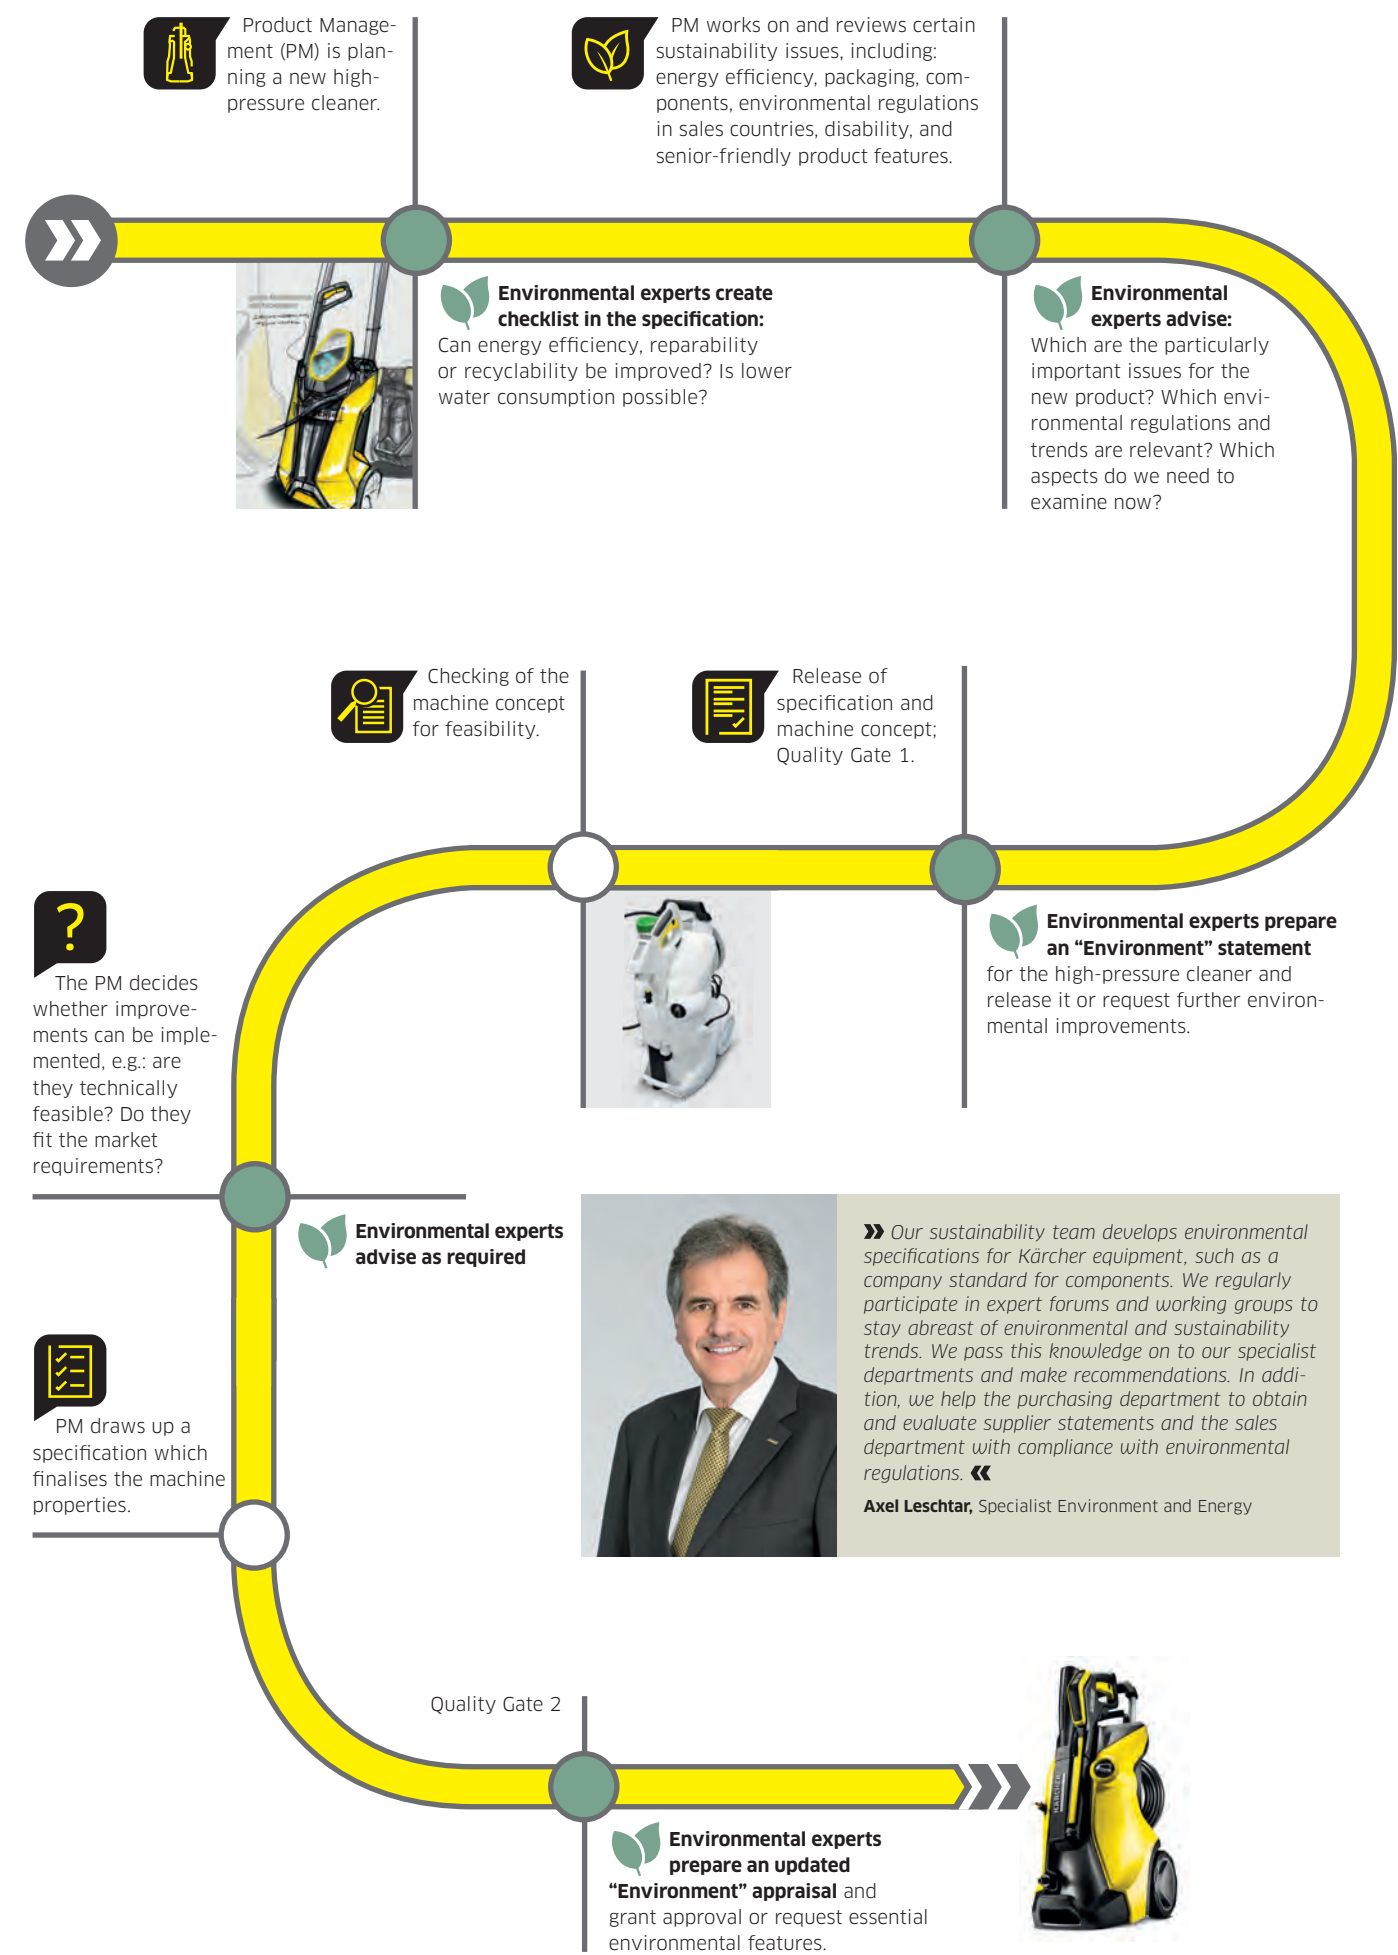 Product Manage-
ment (PM) is plan-
ning a new high-
pressure cleaner.
PM works on and reviews certain
sustainability issues, including:
energy efficiency, packaging, com-
ponents, environmental regulations
in sales countries, disability, and
senior-friendly product features.
Environmental experts create
checklist in the specification:
Can energy efficiency, reparability
or recyclability be improved? Is lower
water consumption possible?
Environmental
experts advise:
Which are the particularly
important issues for the
new product? Which envi-
ronmental regulations and
trends are relevant? Which
aspects do we need to
examine now?
Release of
specification and
machine concept;
Quality Gate 1.
Environmental experts prepare
an “Environment” statement
for the high-pressure cleaner and
release it or request further environ-
mental improvements.
Checking of the
machine concept
for feasibility.
?
The PM decides
whether improve-
ments can be imple-
mented, e.g.: are
they technically
feasible? Do they
fit the market
requirements?
Environmental experts
advise as required
» Our sustainability team develops environmental
specifications for Kärcher equipment, such as a
company standard for components. We regularly
participate in expert forums and working groups to
stay abreast of environmental and sustainability
trends. We pass this knowledge on to our specialist
departments and make recommendations. In addi-
tion, we help the purchasing department to obtain
and evaluate supplier statements and the sales
department with compliance with environmental
regulations. «
Axel Leschtar, Specialist Environment and Energy
PM draws up a
specification which
finalises the machine
properties.
Quality Gate 2
Environmental experts
prepare an updated
“Environment” appraisal and
grant approval or request essential
environmental features.
KÄRCHER